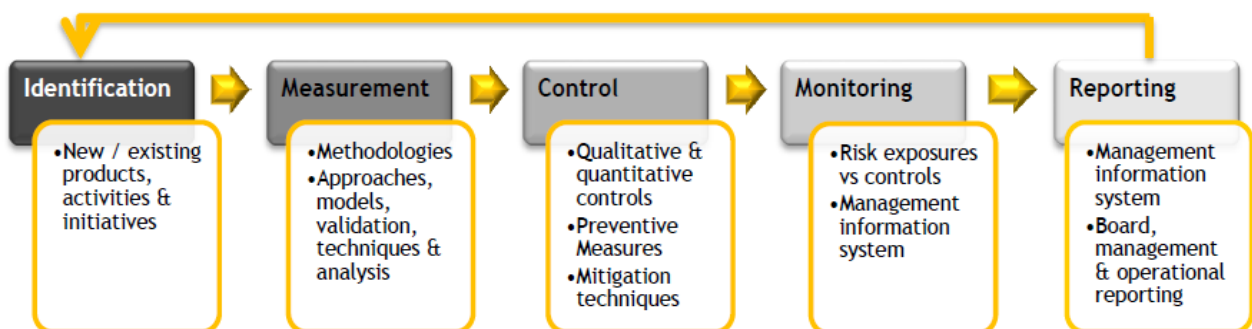 Identification
•New / existing
products,
activities &
initiatives
Measurement
•Methodologies
•Approaches,
models,
validation,
techniques &
analysis
Control
•Qualitative &
quantitative
controls
•Preventive
Measures
•Mitigation
techniques
Monitoring
•Risk exposures
vs controls
•Management
information
system
Reporting
•Management
information
system
•Board,
management
& operational
reporting